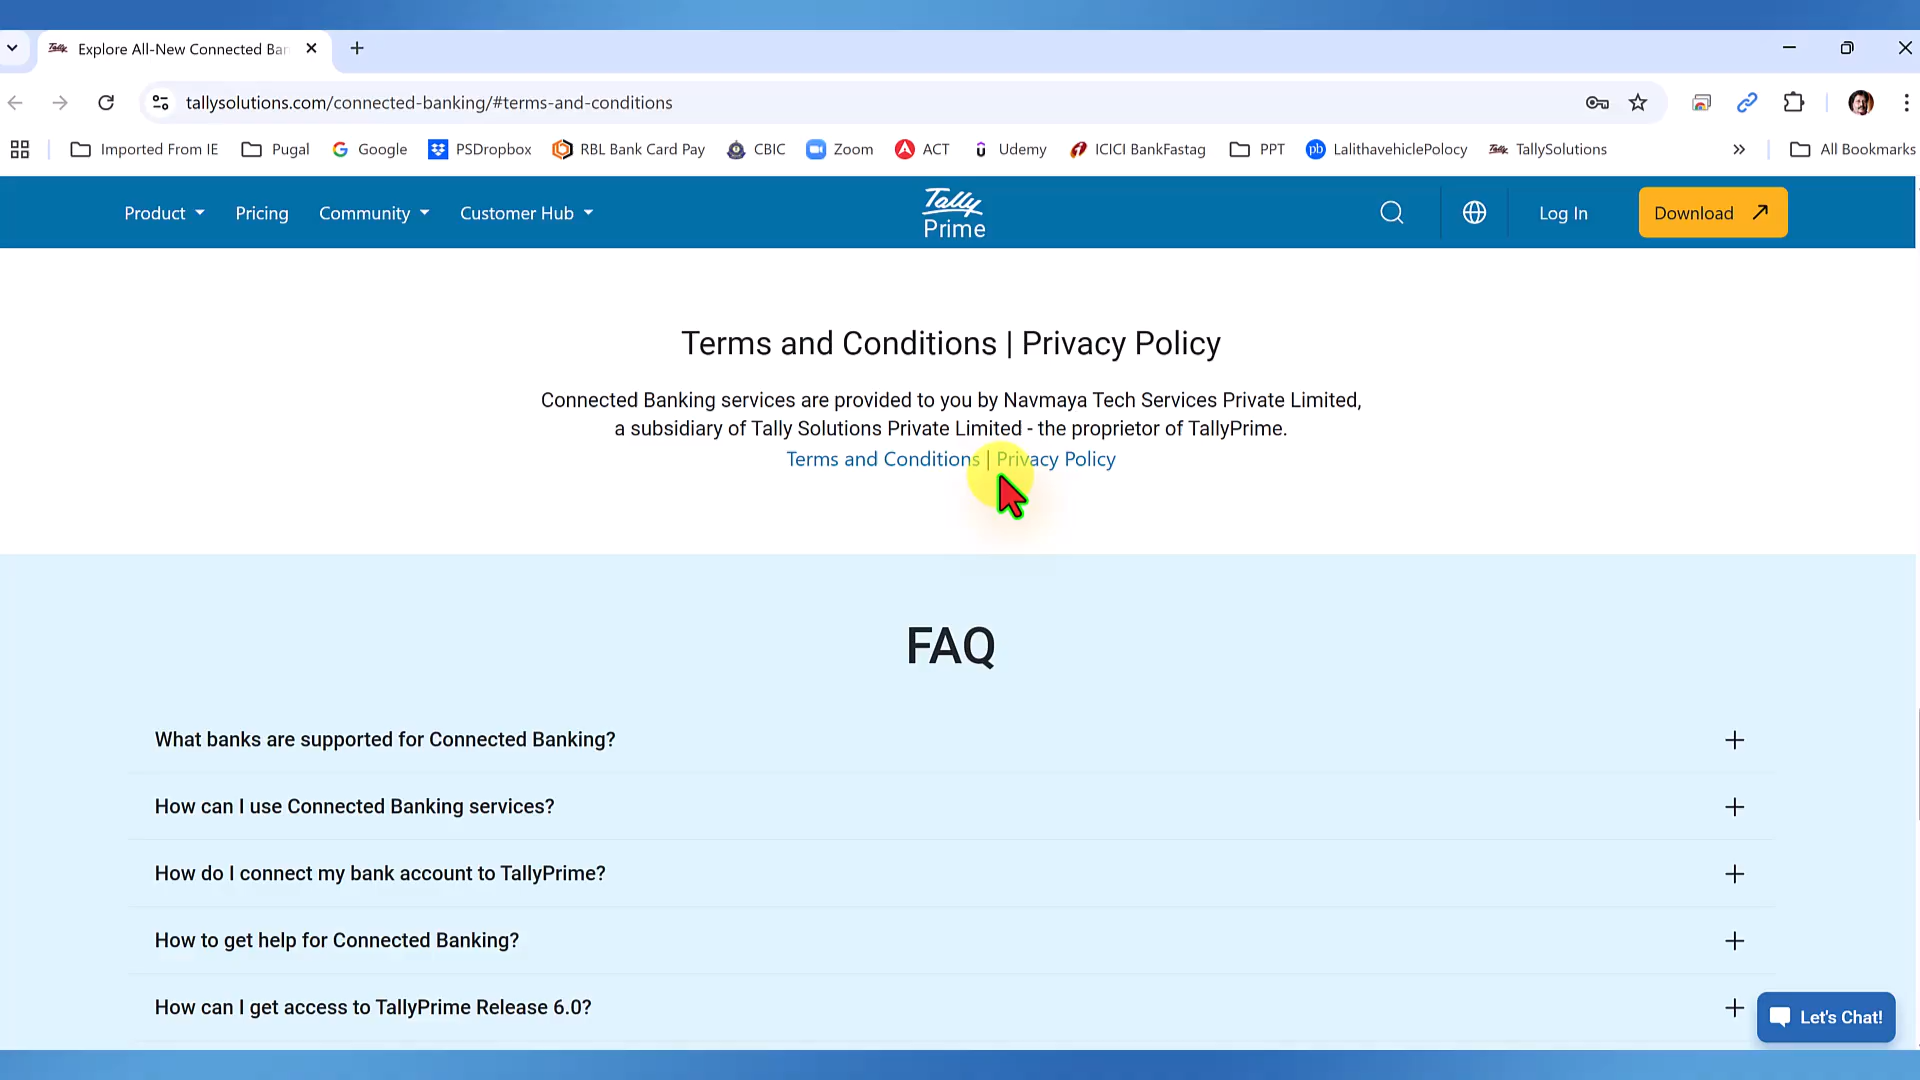 Explore All-New Connected Ban
tallysolutions.com/connected-banking/#terms-and-conditions
Imported From IE
Pugal
Google
PSDropbox
RBL Bank Card Pay
CBIC
Zoom
ACT
Udemy
ICICI BankFastag
PPT
LalithavehiclePolocy
TallySolutions
All Bookmarks
Product
Pricing
Community
Customer Hub
Tally
Prime
Log In
Download
Terms and Conditions | Privacy Policy
Connected Banking services are provided to you by Navmaya Tech Services Private Limited,
a subsidiary of Tally Solutions Private Limited - the proprietor of TallyPrime.
Terms and Conditions | Privacy Policy
FAQ
What banks are supported for Connected Banking?
How can I use Connected Banking services?
How do I connect my bank account to TallyPrime?
How to get help for Connected Banking?
How can I get access to TallyPrime Release 6.0?
Let's Chat!